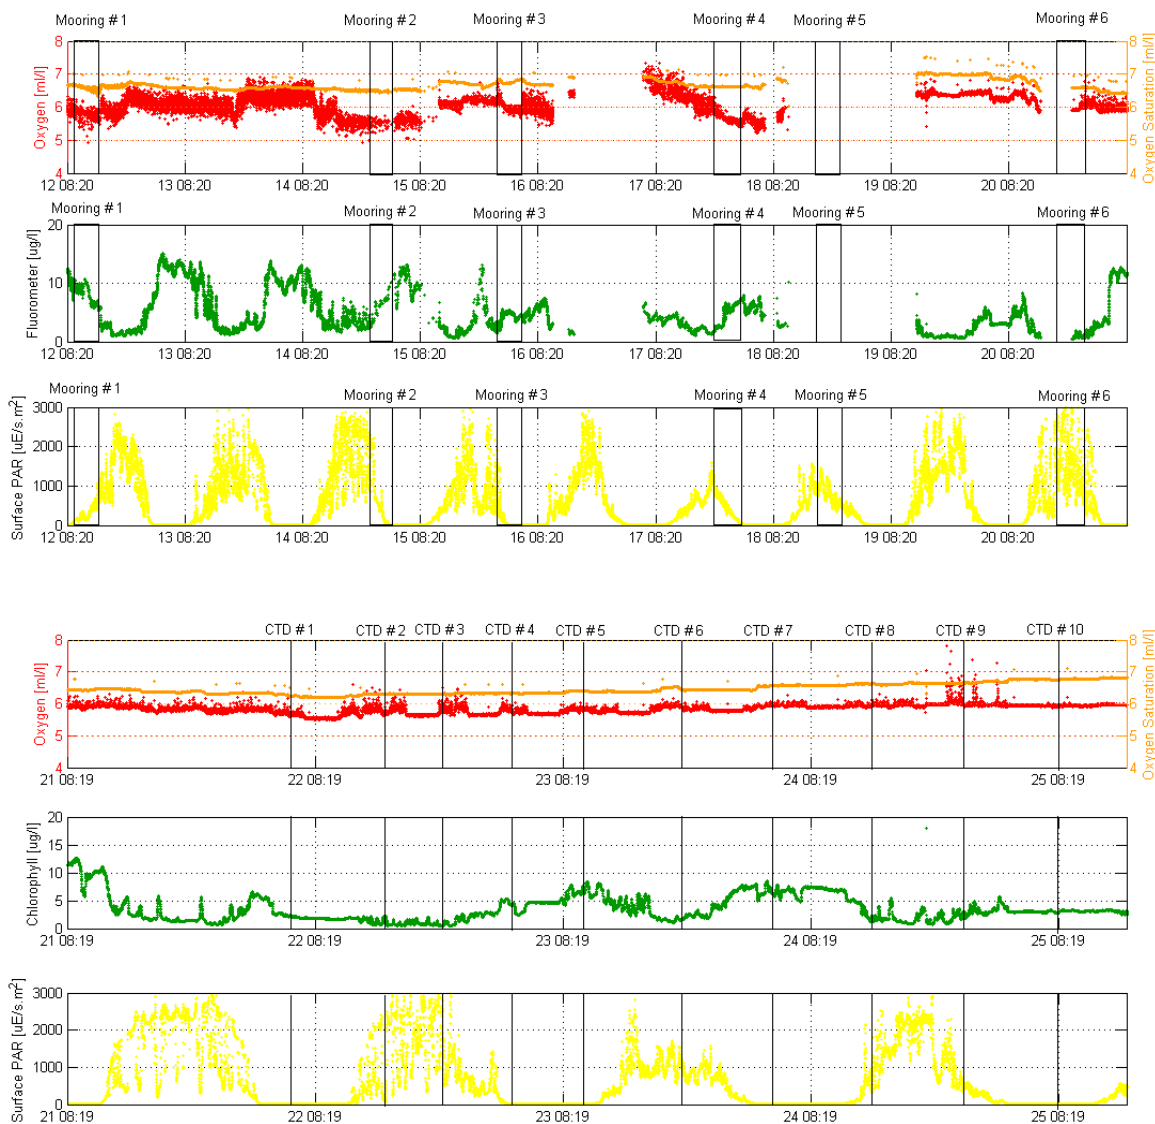 Mooring #1 Mooring #2 Mooring #3 Mooring #4 Mooring #5 Mooring #6
8 7 6 5 4
Oxygen [ml/l]
8 7 6 5 4
Oxygen Saturation [ml/l]
12 08:20 13 08:20 14 08:20 15 08:20 16 08:20 17 08:20 18 08:20 19 08:20 20 08:20
Mooring #1 Mooring #2 Mooring #3 Mooring #4 Mooring #5 Mooring #6
20 10 0
Fluorometer [ug/l]
12 08:20 13 08:20 14 08:20 15 08:20 16 08:20 17 08:20 18 08:20 19 08:20 20 08:20
Mooring #1 Mooring #2 Mooring #3 Mooring #4 Mooring #5 Mooring #6
3000 2000 1000 0
Surface PAR [uE/s.m²]
12 08:20 13 08:20 14 08:20 15 08:20 16 08:20 17 08:20 18 08:20 19 08:20 20 08:20
CTD #1 CTD #2 CTD #3 CTD #4 CTD #5 CTD #6 CTD #7 CTD #8 CTD #9 CTD #10
8 7 6 5 4
Oxygen [ml/l]
8 7 6 5 4
Oxygen Saturation [ml/l]
21 08:19 22 08:19 23 08:19 24 08:19 25 08:19
20 15 10 5 0
Chlorophyll [ug/l]
21 08:19 22 08:19 23 08:19 24 08:19 25 08:19
3000 2000 1000 0
Surface PAR [uE/s.m²]
21 08:19 22 08:19 23 08:19 24 08:19 25 08:19